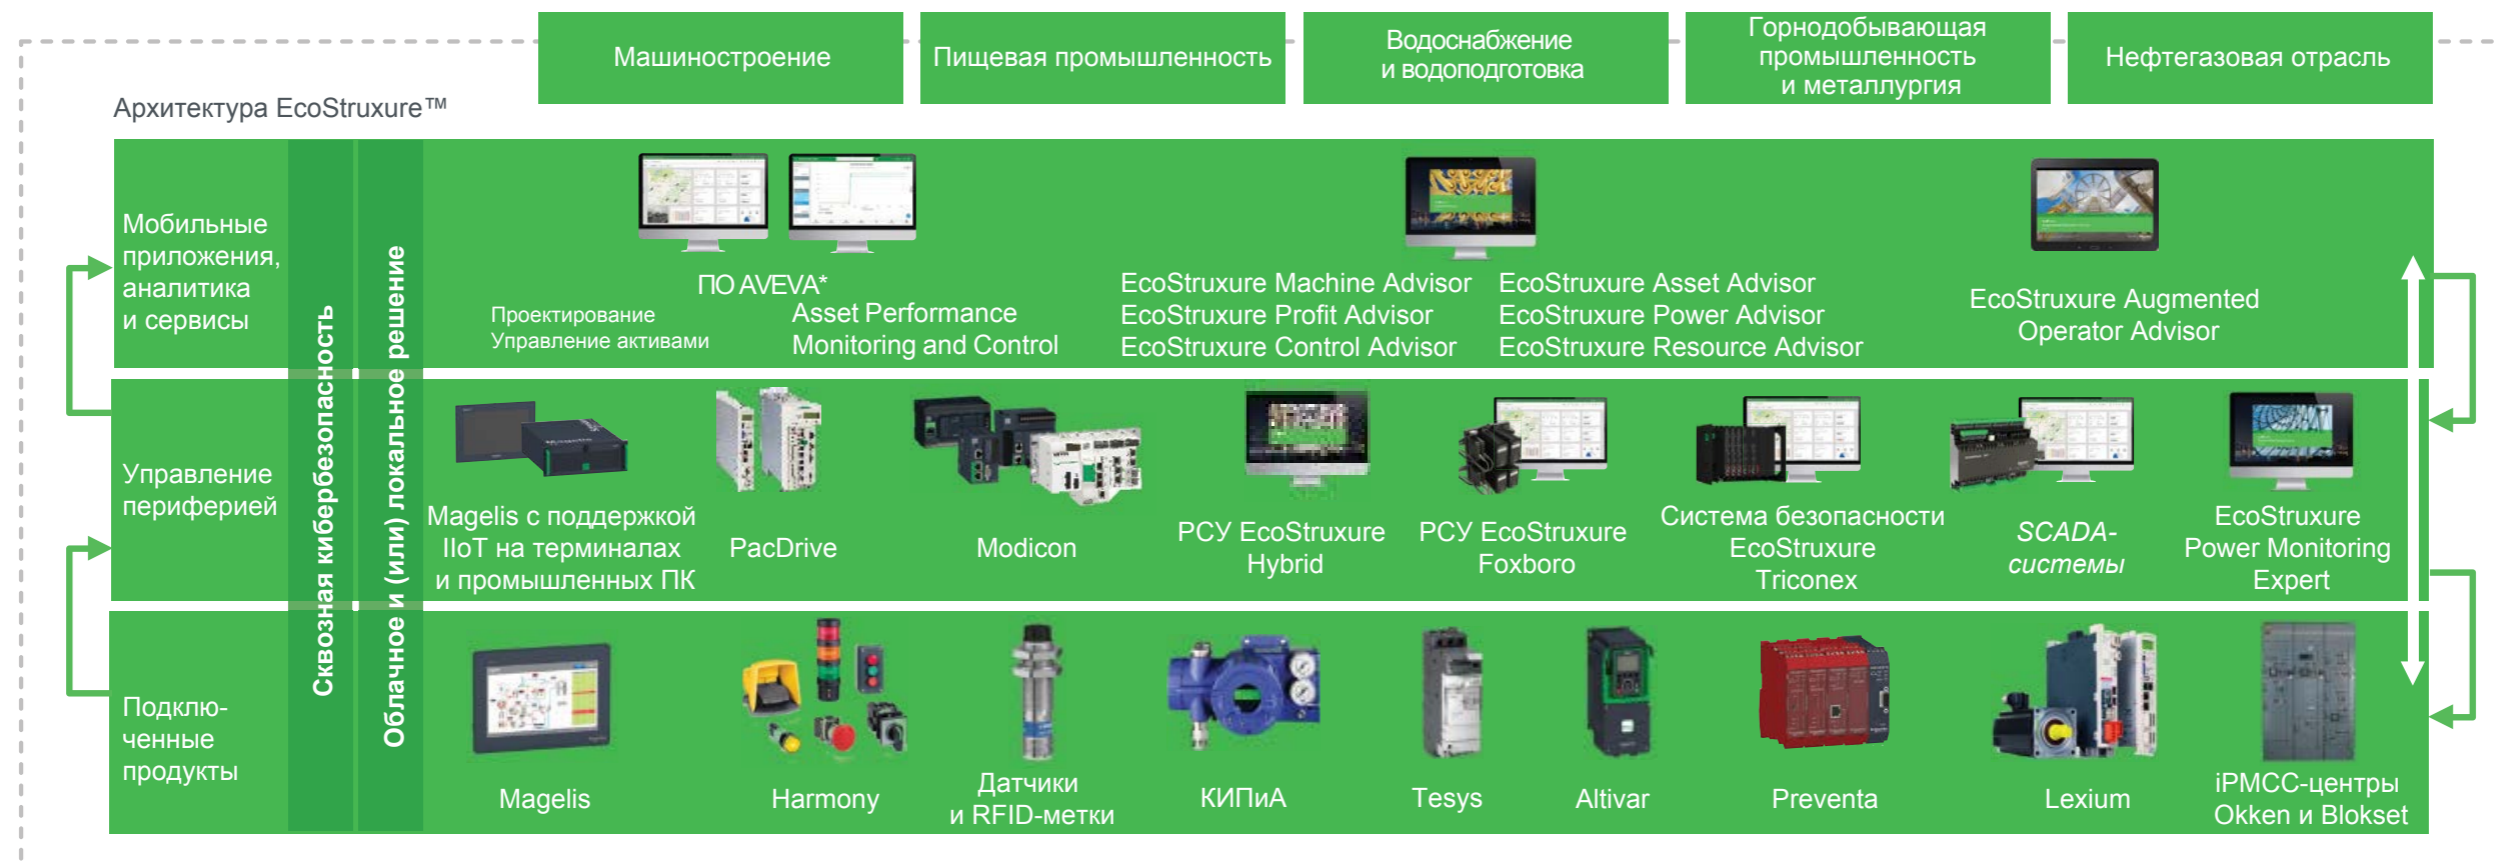 Машиностроение
Пищевая промышленность
Водоснабжение
и водоподготовка
Горнодобывающая
промышленность
и металлургия
Нефтегазовая отрасль
Архитектура EcoStruxure™
Мобильные
приложения,
аналитика
и сервисы
Сквозная кибербезопасность
Облачное и (или) локальное решение
ПО AVEVA*
Проектирование
Управление активами
Asset Performance
Monitoring and Control
EcoStruxure Machine Advisor
EcoStruxure Profit Advisor
EcoStruxure Control Advisor
EcoStruxure Asset Advisor
EcoStruxure Power Advisor
EcoStruxure Resource Advisor
EcoStruxure Augmented
Operator Advisor
Управление
периферией
Magelis с поддержкой
IIoT на терминалах
и промышленных ПК
PacDrive
Modicon
РСУ EcoStruxure
Hybrid
РСУ EcoStruxure
Foxboro
Система безопасности
EcoStruxure
Triconex
SCADA-
системы
EcoStruxure
Power Monitoring
Expert
Подклю-
ченные
продукты
Magelis
Harmony
Датчики
и RFID-метки
КИПиА
Tesys
Altivar
Preventa
Lexium
iPMCC-центры
Okken и Blokset